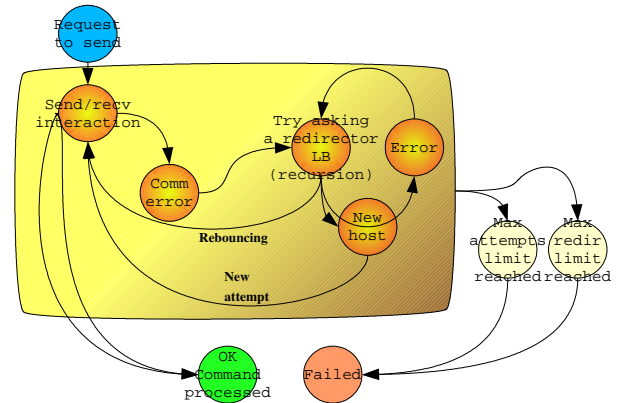 Request
to send
Send/recv
interaction
Try asking
a redirector
LB
(recursion)
Error
Comm
error
New
host
Rebouncing
New
attempt
Max
attempts
limit
reached
Max
redir
limit
reached
OK
Command
processed
Failed